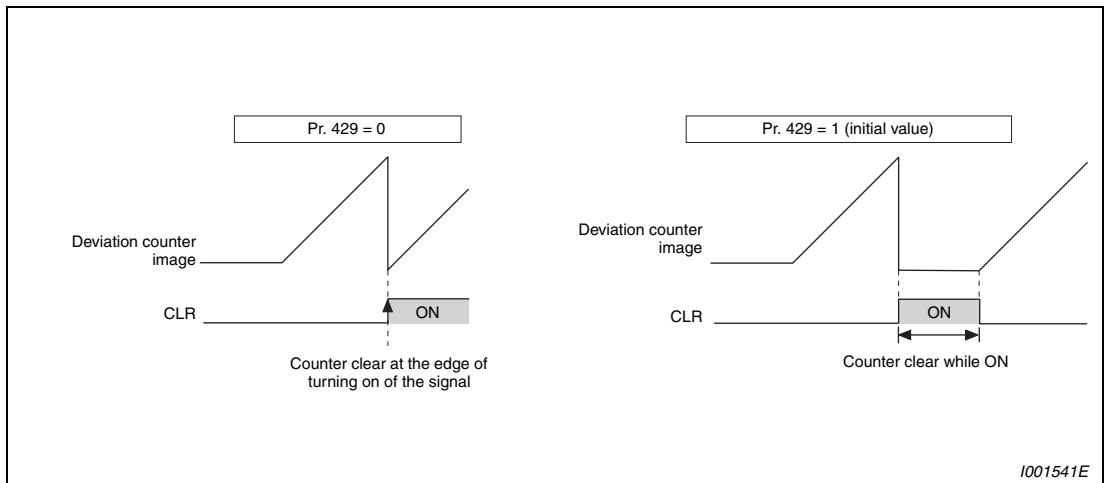 Pr. 429 = 0
Deviation counter
image
CLR
ON
Counter clear at the edge of
turning on of the signal
Pr. 429 = 1 (initial value)
Deviation counter
image
CLR
ON
Counter clear while ON
I001541E